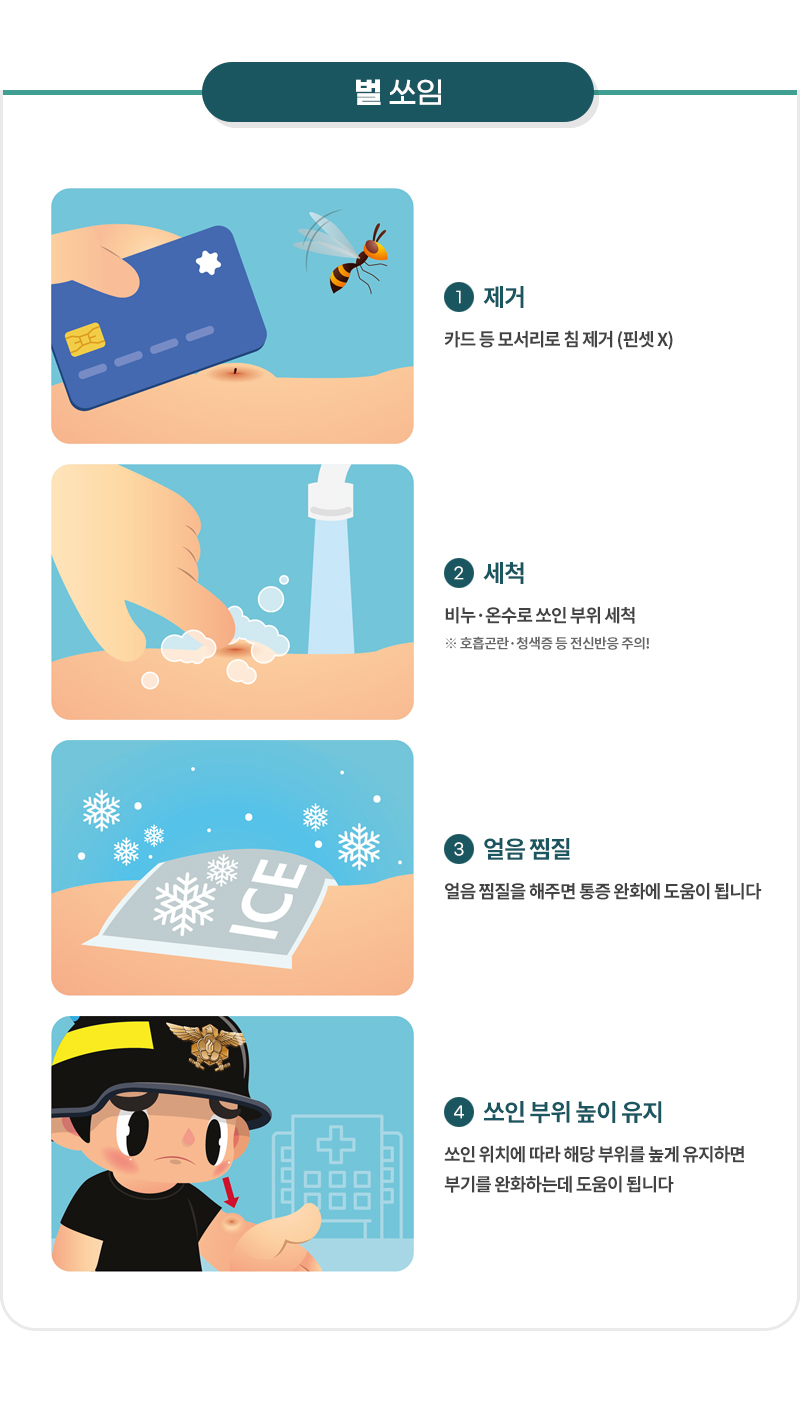 벌 쏘임
1 제거
카드 등 모서리로 침 제거 (핀셋 X)
2 세척
비누·온수로 쏘인 부위 세척
※ 호흡곤란·청색증 등 전신반응 주의!
ICE
3 얼음 찜질
얼음 찜질을 해주면 통증 완화에 도움이 됩니다
4 쏘인 부위 높이 유지
쏘인 위치에 따라 해당 부위를 높게 유지하면
부기를 완화하는데 도움이 됩니다